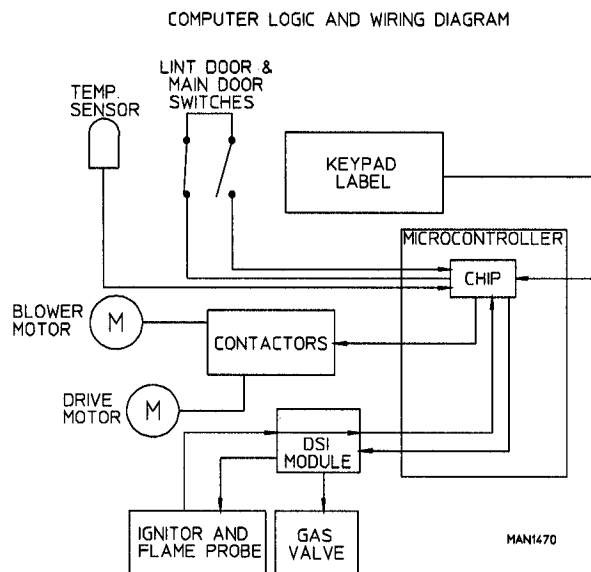 COMPUTER LOGIC AND WIRING DIAGRAM
LINT DOOR &
MAIN DOOR
SWITCHES
TEMP.
SENSOR
KEYPAD
LABEL
MICROCONTROLLER
CHIP
BLOWER
MOTOR
M
CONTACTORS
DRIVE
MOTOR
M
DSI
MODULE
IGNITOR AND
FLAME PROBE
GAS
VALVE
MAN1470